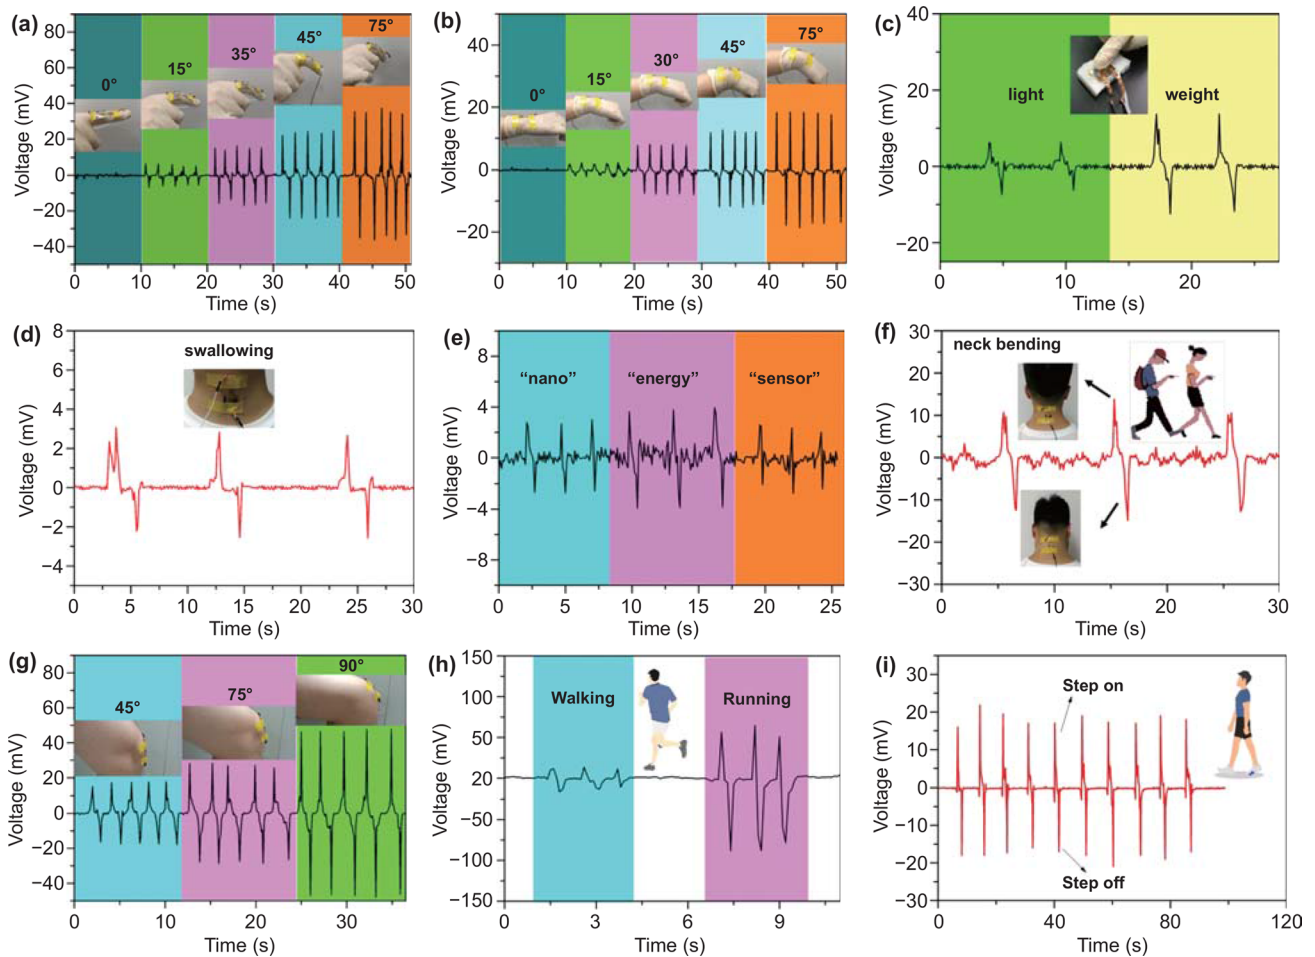 (a)
Voltage (mV)
80
60
40
20
0
−20
−40
0°
15°
35°
45°
75°
0 10 20 30 40 50
Time (s)
(b)
Voltage (mV)
40
20
0
−20
0°
15°
30°
45°
75°
0 10 20 30 40 50
Time (s)
(c)
Voltage (mV)
40
20
0
−20
light
weight
0 10 20
Time (s)
(d)
Voltage (mV)
8
6
4
2
0
−2
−4
swallowing
0 5 10 15 20 25 30
Time (s)
(e)
Voltage (mV)
8
4
0
−4
−8
“nano” “energy” “sensor”
0 5 10 15 20 25
Time (s)
(f)
Voltage (mV)
30
20
10
0
−10
−20
−30
neck bending
0 10 20 30
Time (s)
(g)
Voltage (mV)
80
60
40
20
0
−20
−40
45°
75°
90°
0 10 20 30
Time (s)
(h)
Voltage (mV)
150
100
50
20
−50
−100
−150
Walking
Running
0 3 6 9
Time (s)
(i)
Voltage (mV)
30
20
10
0
−10
−20
−30
Step on
Step off
0 40 60 40 80 120
Time (s)